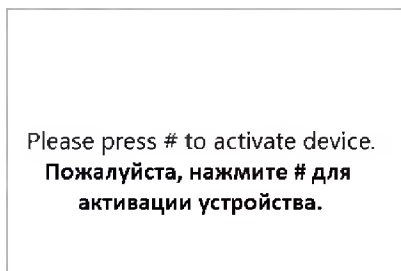 Please press # to activate device.
Пожалуйста, нажмите # для
активации устройства.